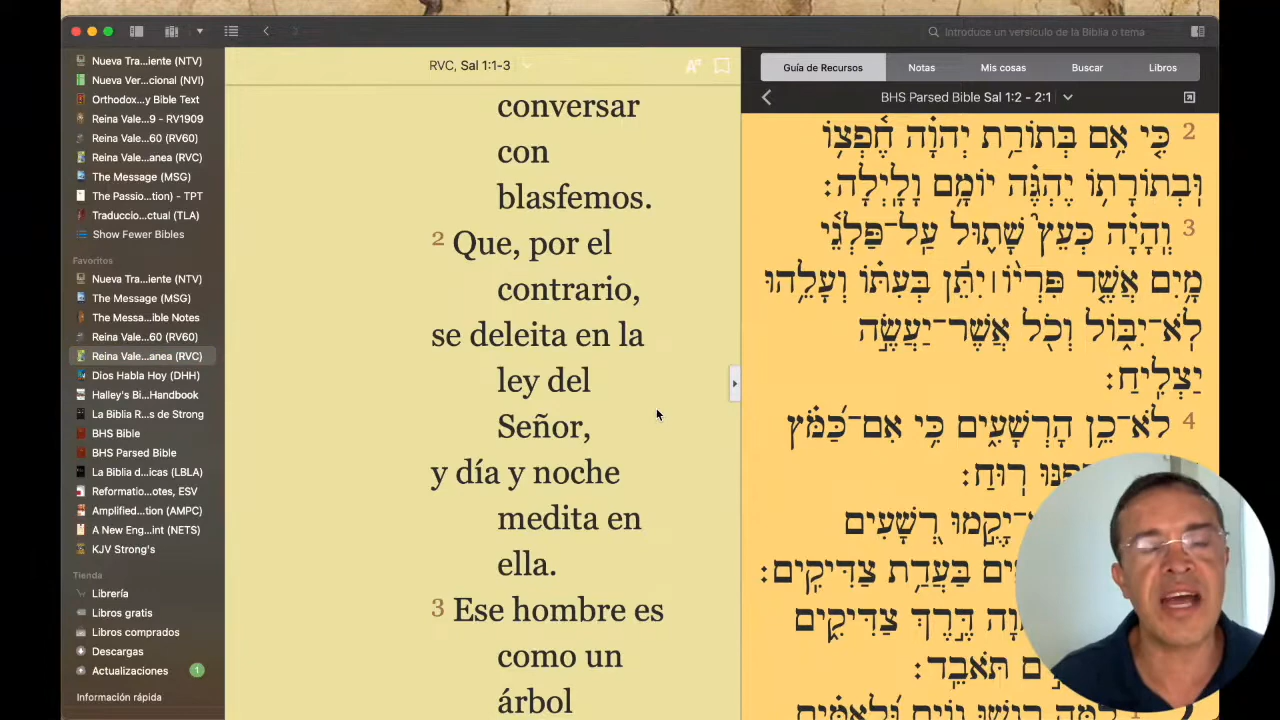 Introduce un versículo de la Biblia o tema
Nueva Tra...iente (NTV)
Nueva Ver...cional (NVI)
Orthodox...y Bible Text
Reina Vale...9 - RV1909
Reina Vale...60 (RV60)
Reina Vale...anea (RVC)
The Message (MSG)
The Passio...tion) - TPT
Traduccio...ctual (TLA)
Show Fewer Bibles
Favoritos
Nueva Tra...iente (NTV)
The Message (MSG)
The Messa...ible Notes
Reina Vale...60 (RV60)
Reina Vale...anea (RVC)
Dios Habla Hoy (DHH)
Halley's Bi...Handbook
La Biblia R...s de Strong
BHS Bible
BHS Parsed Bible
La Biblia d...icas (LBLA)
Reformatio...otes, ESV
Amplified...tion (AMPC)
A New Eng...int (NETS)
KJV Strong's
Tienda
Librería
Libros gratis
Libros comprados
Descargas
Actualizaciones 1
Información rápida
RVC, Sal 1:1-3
conversar
con
blasfemos.
2 Que, por el
contrario,
se deleita en la
ley del
Señor,
y día y noche
medita en
ella.
3 Ese hombre es
como un
árbol
Guía de Recursos Notas Mis cosas Buscar Libros
BHS Parsed Bible Sal 1:2 - 2:1
2 כִּ֤י אִ֥ם בְּתוֹרַ֥ת יְהוָ֗ה חֶ֫פְצ֥וֹ
וּֽבְתוֹרָת֥וֹ יֶהְגֶּ֗ה יוֹמָ֥ם וָלָֽיְלָה׃
3 וְֽהָיָ֗ה כְּעֵץ֮ שָׁת֪וּל עַֽל־פַּלְגֵ֫י
מָ֥יִם אֲשֶׁ֤ר פִּרְי֨וֹ׀ יִתֵּ֬ן בְּעִתּ֗וֹ וְעָלֵ֥הוּ
לֹֽא־יִבּ֑וֹל וְכֹ֖ל אֲשֶׁר־יַעֲשֶׂ֣ה
יַצְלִֽיחַ׃
4 לֹא־כֵ֥ן הָרְשָׁעִ֑ים כִּ֥י אִם־כַּ֝מֹּ֗ץ
רֽוּחַ׃
יָקֻ֣מוּ רְ֭שָׁעִים
בַּעֲדַ֥ת צַדִּיקִֽים׃
דֶּ֣רֶךְ צַדִּיקִ֑ים
תֹּאבֵֽד׃